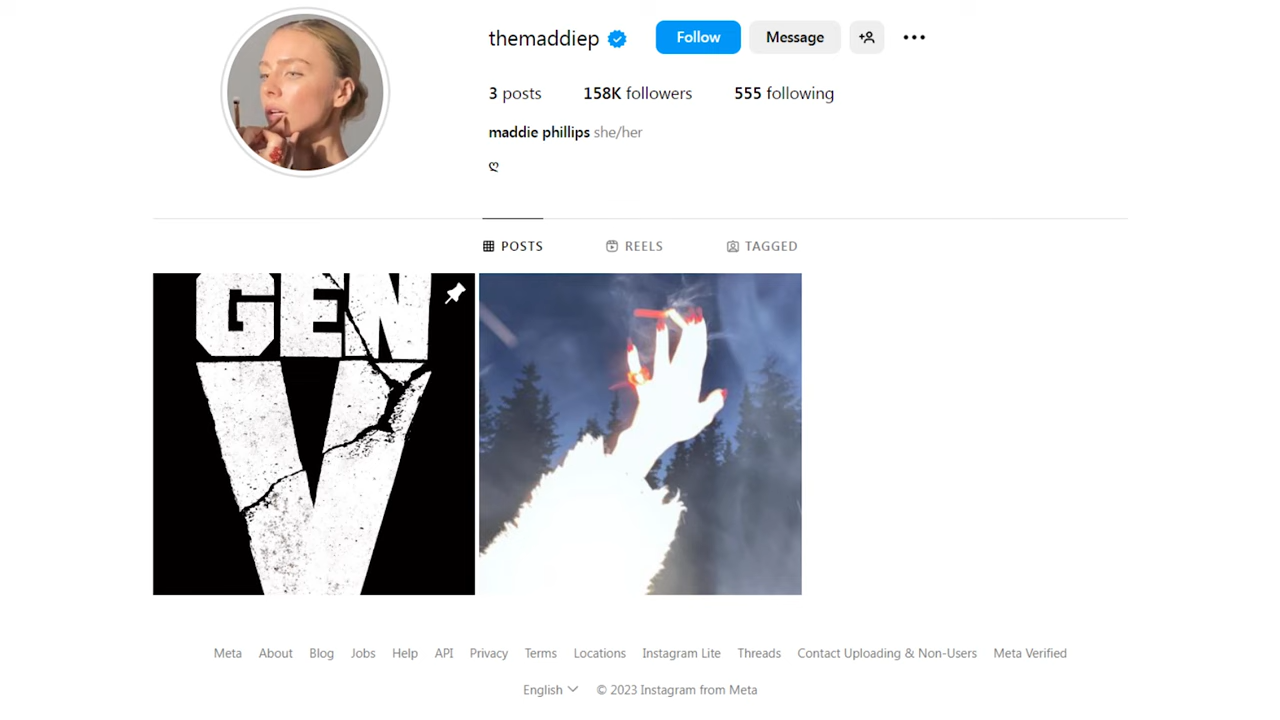 themaddiep
Follow
Message
3 posts
158K followers
555 following
maddie phillips she/her
ღ
POSTS
REELS
TAGGED
GEN
V
Meta
About
Blog
Jobs
Help
API
Privacy
Terms
Locations
Instagram Lite
Threads
Contact Uploading & Non-Users
Meta Verified
English
© 2023 Instagram from Meta